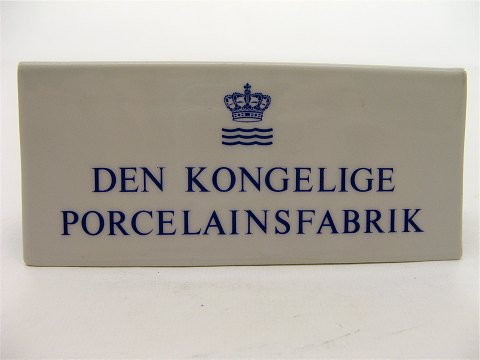 DEN KONGELIGE
PORCELAINSFABRIK